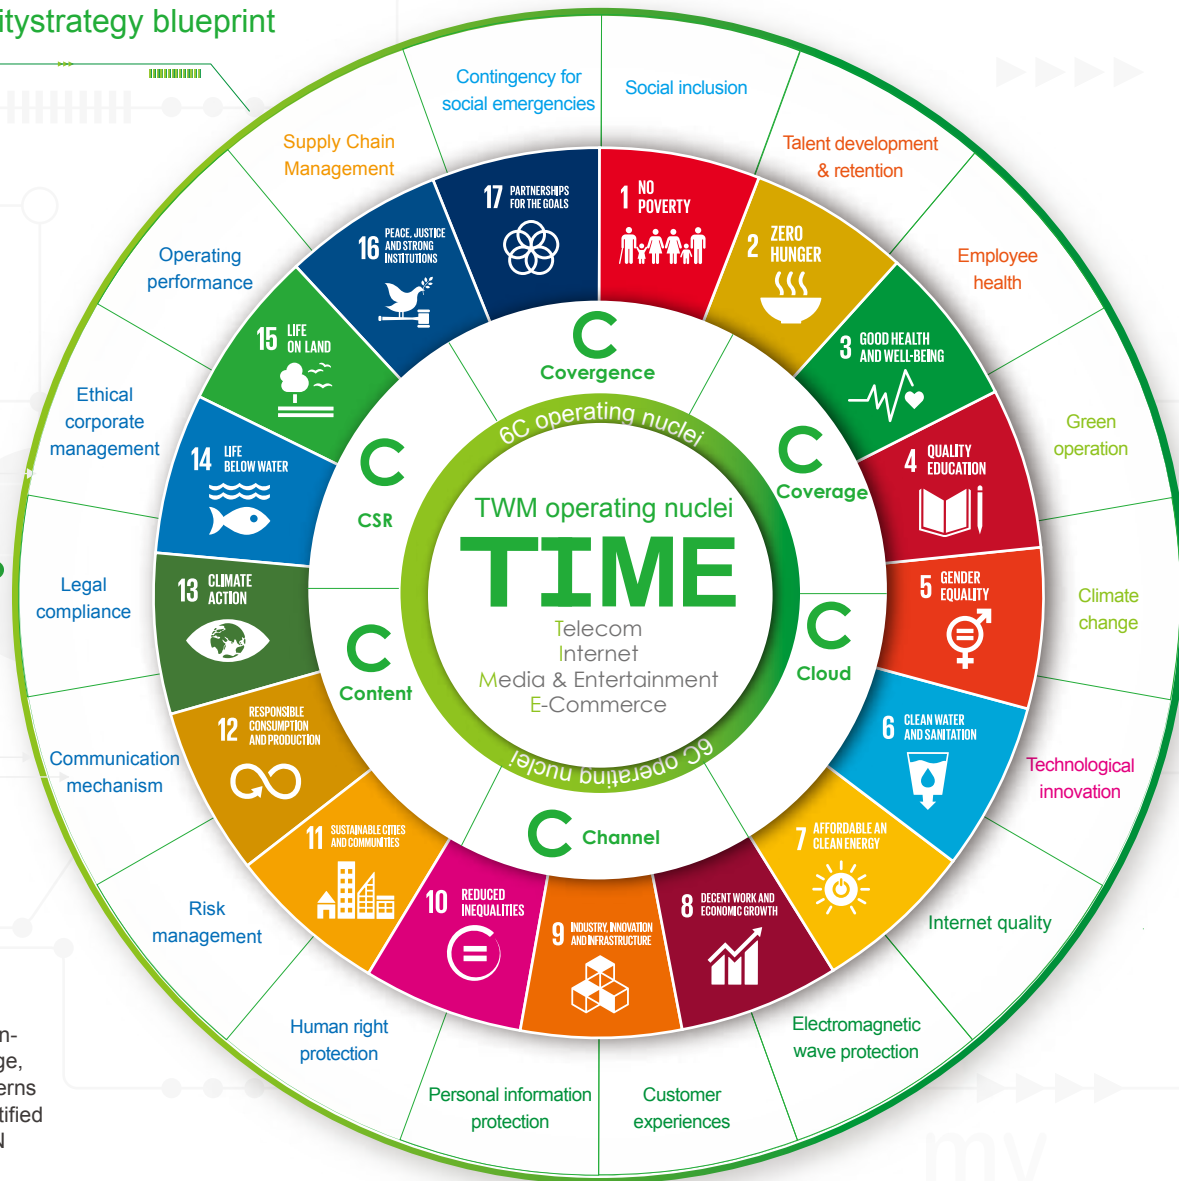 itystrategy blueprint
Contingency for
social emergencies
Social inclusion
Talent development
& retention
Employee
health
Green
operation
Climate
change
Technological
innovation
Internet quality
Electromagnetic
wave protection
Customer
experiences
Personal information
protection
Human right
protection
Risk
management
Communication
mechanism
Legal
compliance
Ethical
corporate
management
Operating
performance
Supply Chain
Management
1 NO
POVERTY
2 ZERO
HUNGER
3 GOOD HEALTH
AND WELL-BEING
4 QUALITY
EDUCATION
5 GENDER
EQUALITY
6 CLEAN WATER
AND SANITATION
7 AFFORDABLE AN
CLEAN ENERGY
8 DECENT WORK AND
ECONOMIC GROWTH
9 INDUSTRY, INNOVATION
AND INFRASTRUCTURE
10 REDUCED
INEQUALITIES
11 SUSTAINABLE CITIES
AND COMMUNITIES
12 RESPONSIBLE
CONSUMPTION
AND PRODUCTION
13 CLIMATE
ACTION
14 LIFE
BELOW WATER
15 LIFE
ON LAND
16 PEACE, JUSTICE
AND STRONG
INSTITUTIONS
17 PARTNERSHIPS
FOR THE GOALS
C
Covergence
C
Coverage
C
Cloud
C Channel
C
Content
C
CSR
6C operating nuclei
TWM operating nuclei
TIME
Telecom
Internet
Media & Entertainment
E-Commerce
6C operating nuclei
n-
ge,
erns
tified
N
my